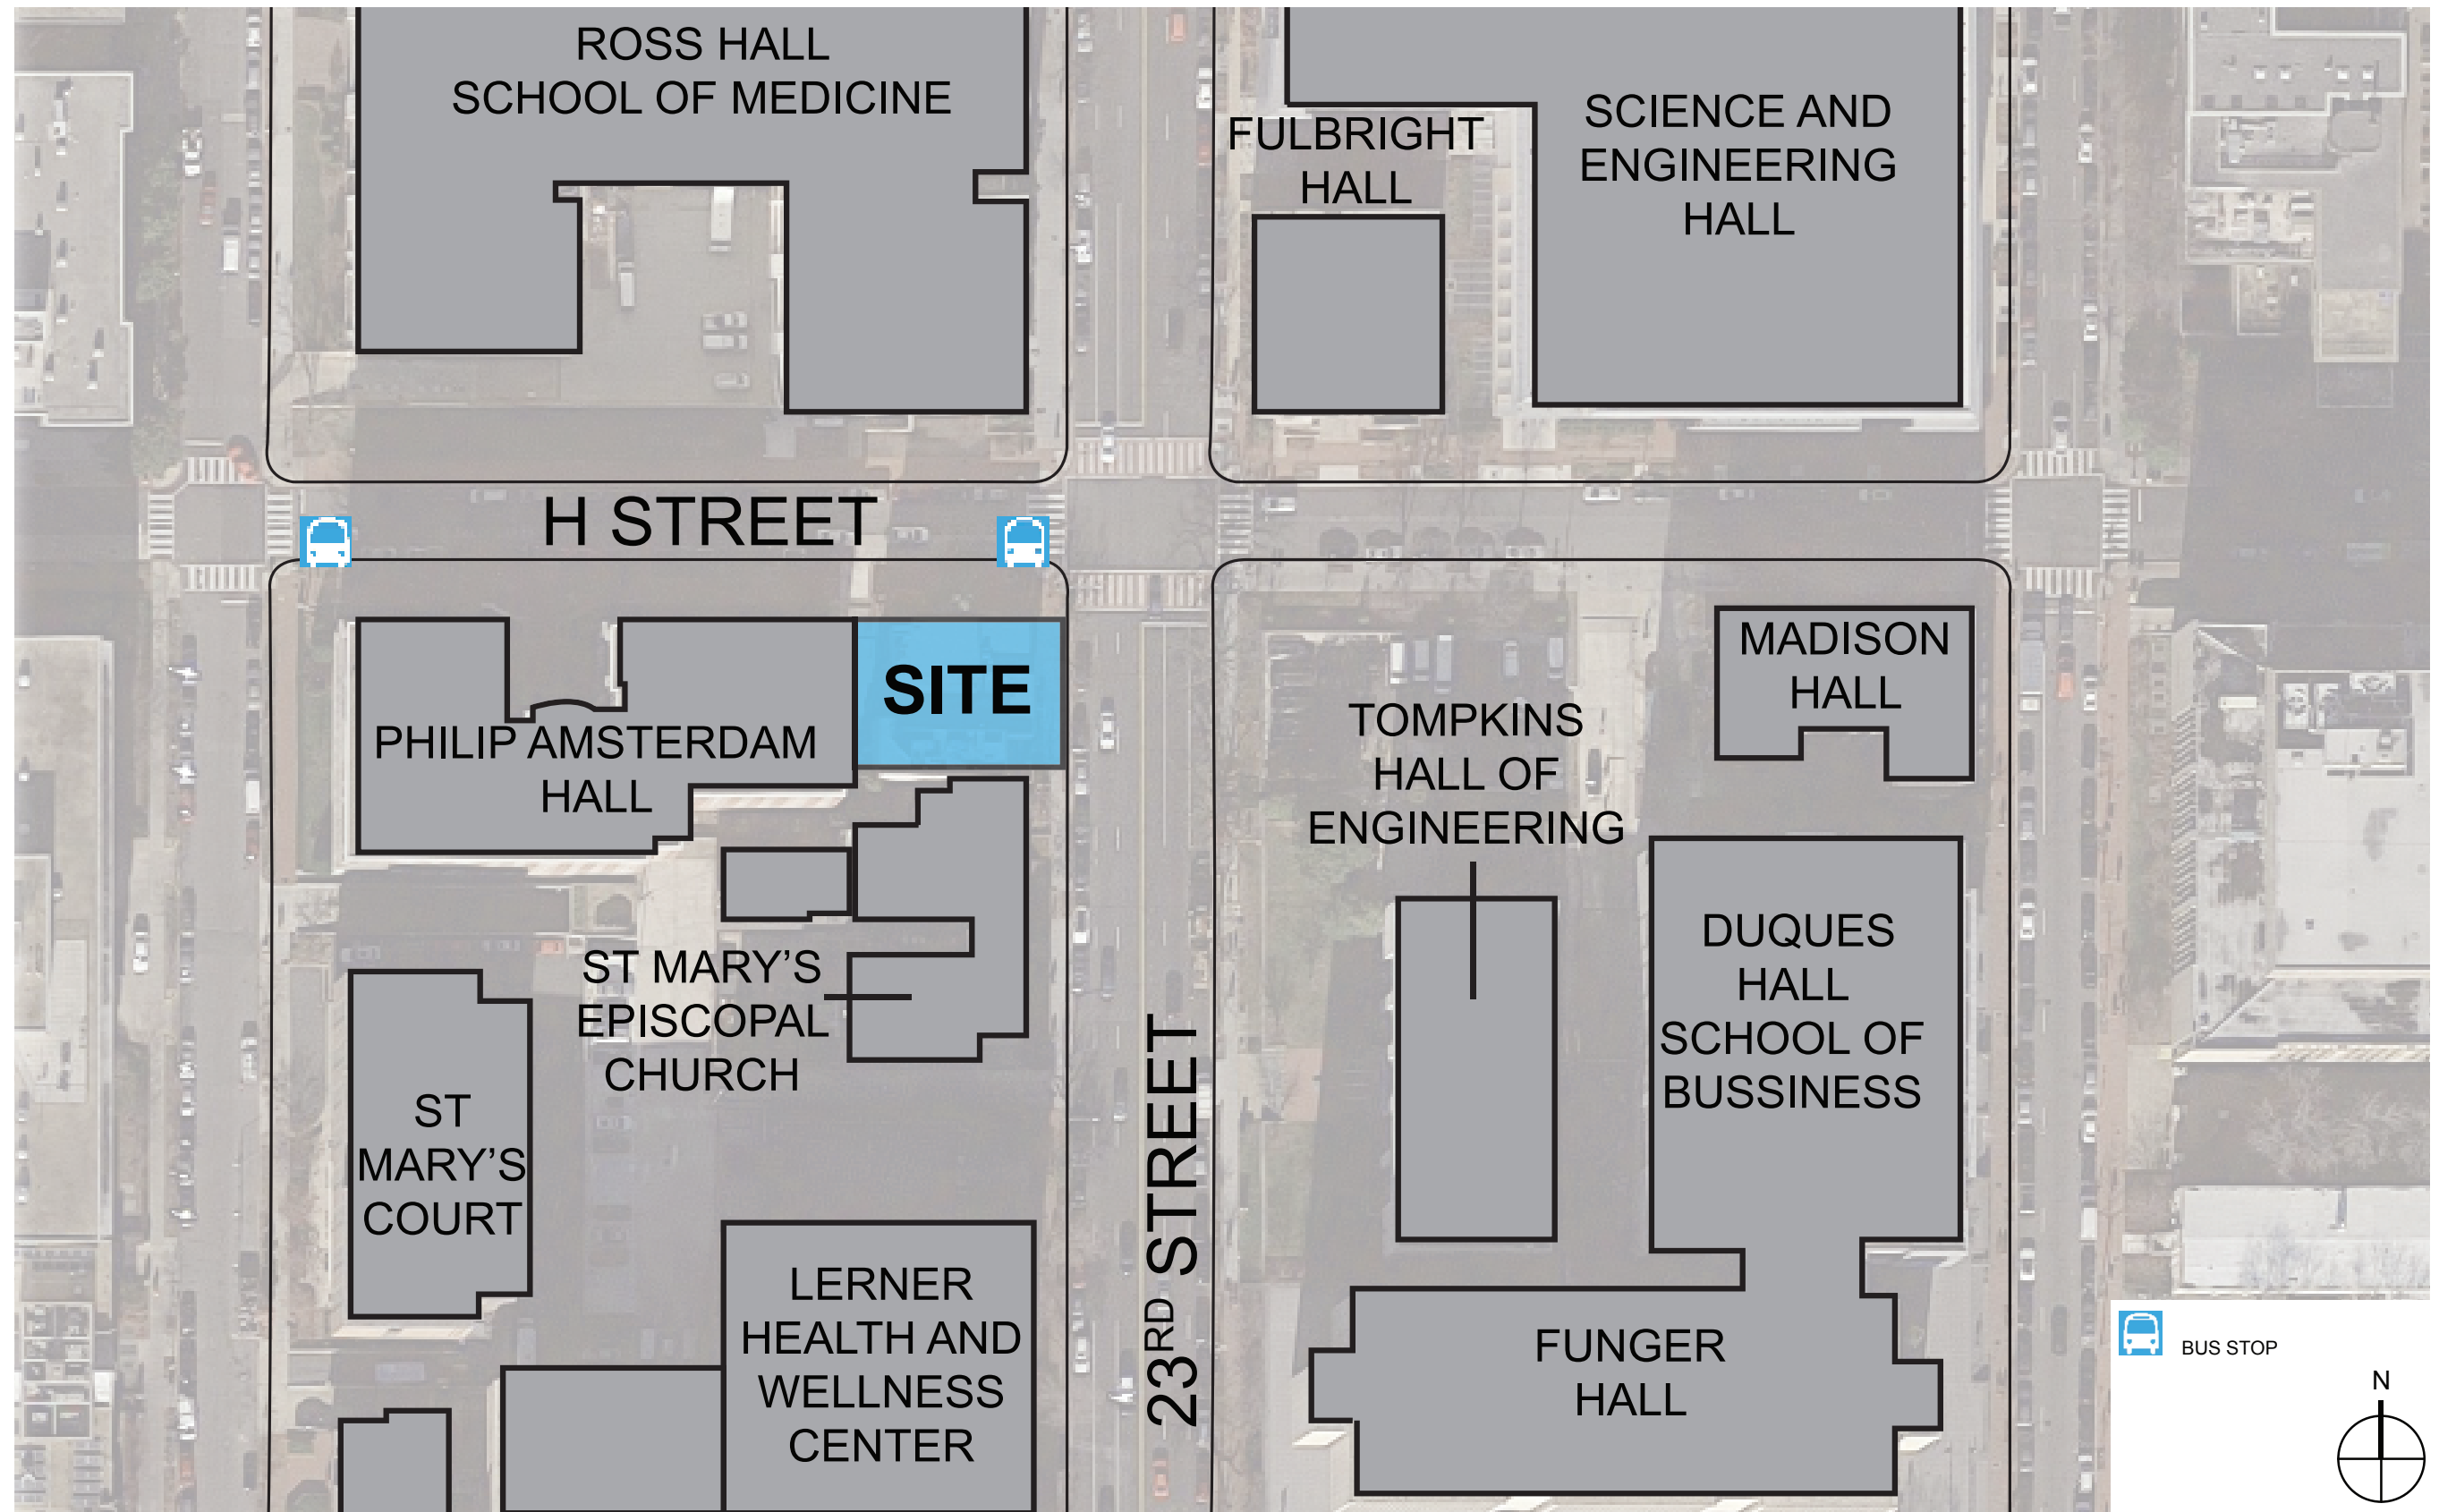 ROSS HALL
SCHOOL OF MEDICINE
FULBRIGHT
HALL
SCIENCE AND
ENGINEERING
HALL
H STREET
SITE
PHILIP AMSTERDAM
HALL
MADISON
HALL
TOMPKINS
HALL OF
ENGINEERING
ST MARY’S
EPISCOPAL
CHURCH
DUQUES
HALL
SCHOOL OF
BUSSINESS
ST
MARY’S
COURT
23RD STREET
LERNER
HEALTH AND
WELLNESS
CENTER
FUNGER
HALL
BUS STOP
N